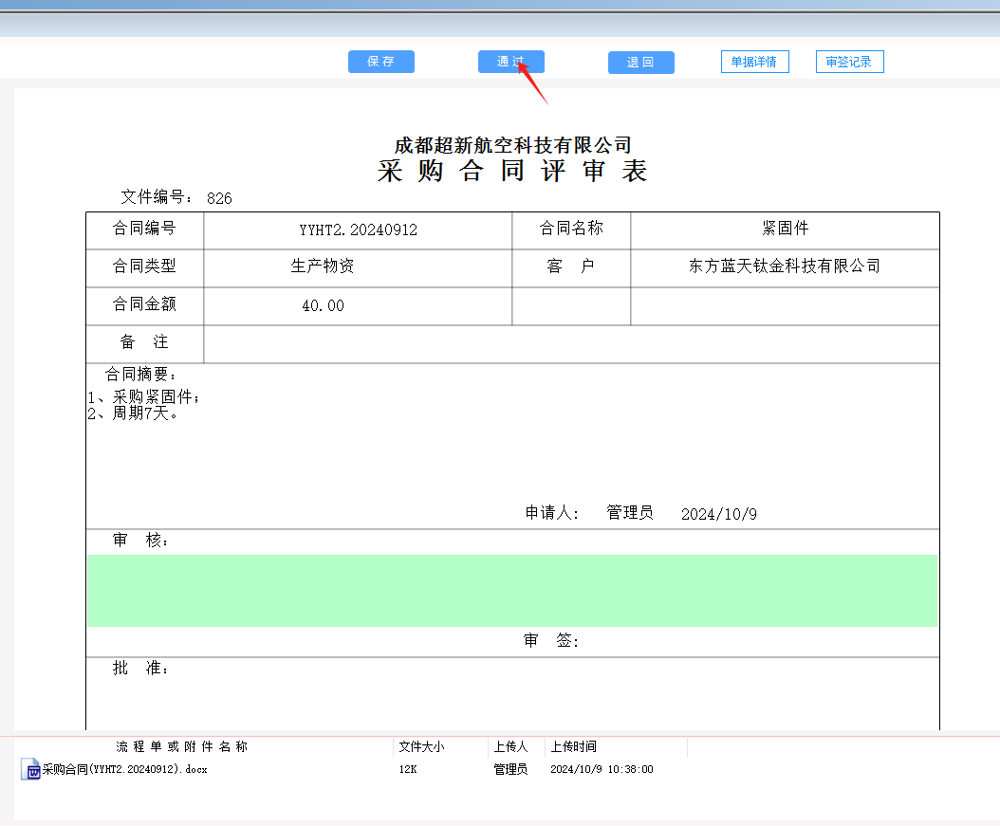 保存 通过 退回 单据详情 审签记录
成都超新航空科技有限公司
采购合同评审表
文件编号： 826
合同编号 YYHT2.20240912 合同名称 紧固件
合同类型 生产物资 客 户 东方蓝天钛金科技有限公司
合同金额 40.00
备 注
合同摘要：
1、采购紧固件；
2、周期7天。
申请人： 管理员 2024/10/9
审 核：
审 签：
批 准：
流程单或附件名称 文件大小 上传人 上传时间
采购合同(YYHT2.20240912).docx 12K 管理员 2024/10/9 10:38:00